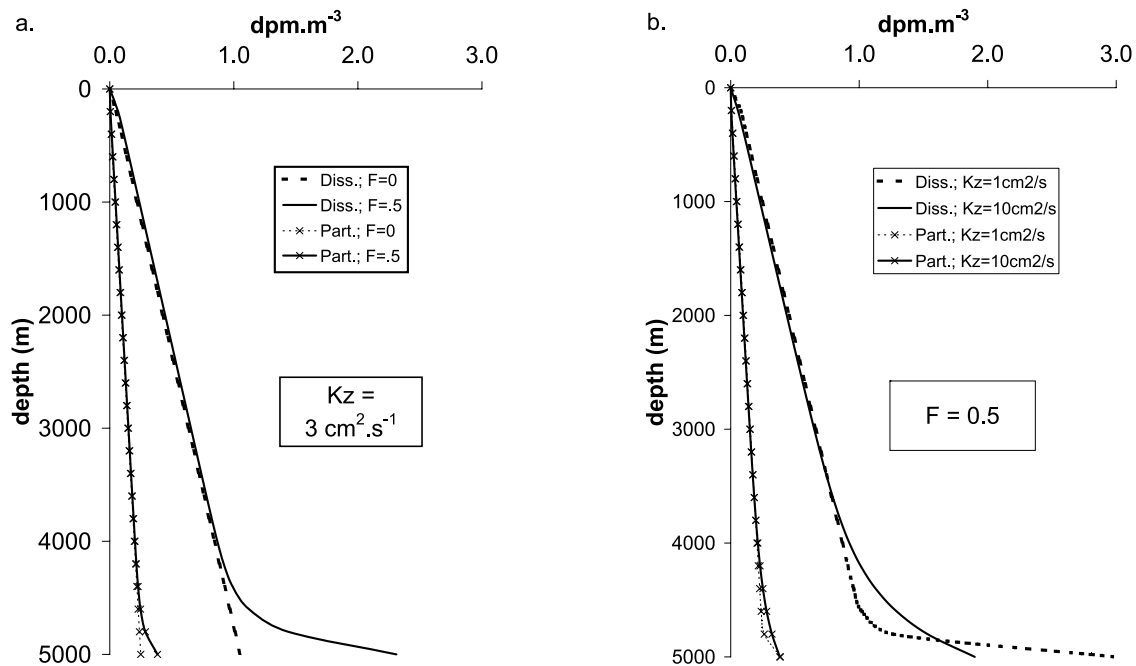 a.
dpm.m-3
0.0 1.0 2.0 3.0
0
1000
2000
3000
4000
5000
depth (m)
Diss.; F=0
Diss.; F=.5
Part.; F=0
Part.; F=.5
Kz =
3 cm2.s-1
b.
dpm.m-3
0.0 1.0 2.0 3.0
0
1000
2000
3000
4000
5000
depth (m)
Diss.; Kz=1cm2/s
Diss.; Kz=10cm2/s
Part.; Kz=1cm2/s
Part.; Kz=10cm2/s
F = 0.5